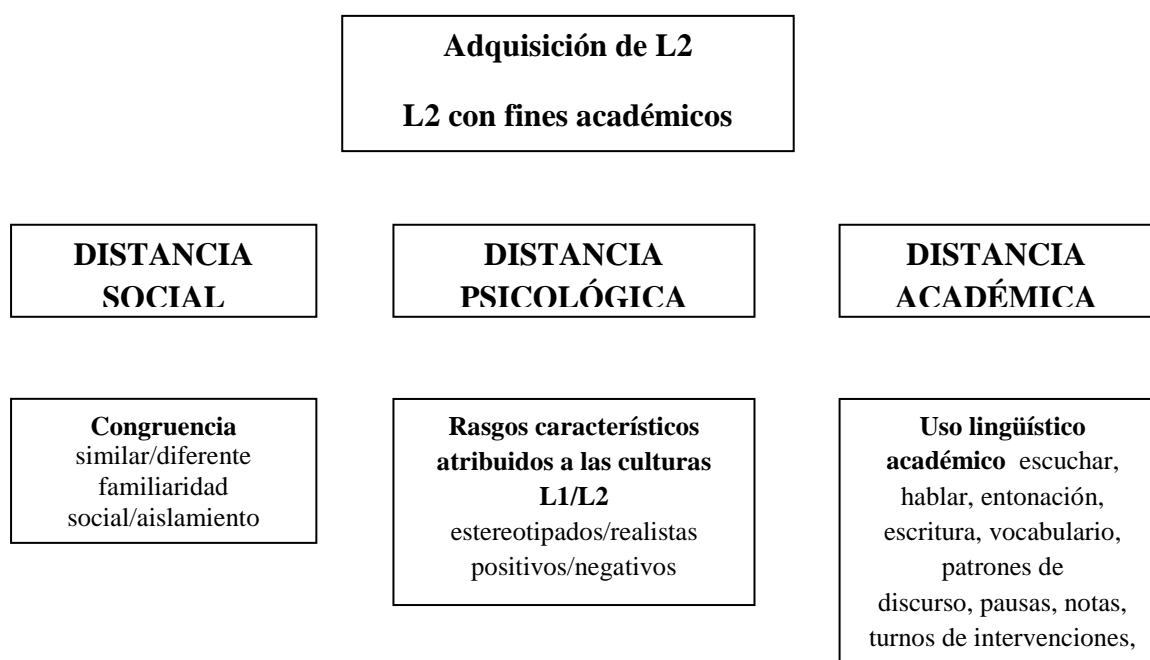 Adquisición de L2
L2 con fines académicos
DISTANCIA
SOCIAL
DISTANCIA
PSICOLÓGICA
DISTANCIA
ACADÉMICA
Congruencia
similar/diferente
familiaridad
social/aislamiento
Rasgos característicos
atribuidos a las culturas
L1/L2
estereotipados/realistas
positivos/negativos
Uso lingüístico
académico escuchar,
hablar, entonación,
escritura, vocabulario,
patrones de
discurso, pausas, notas,
turnos de intervenciones,